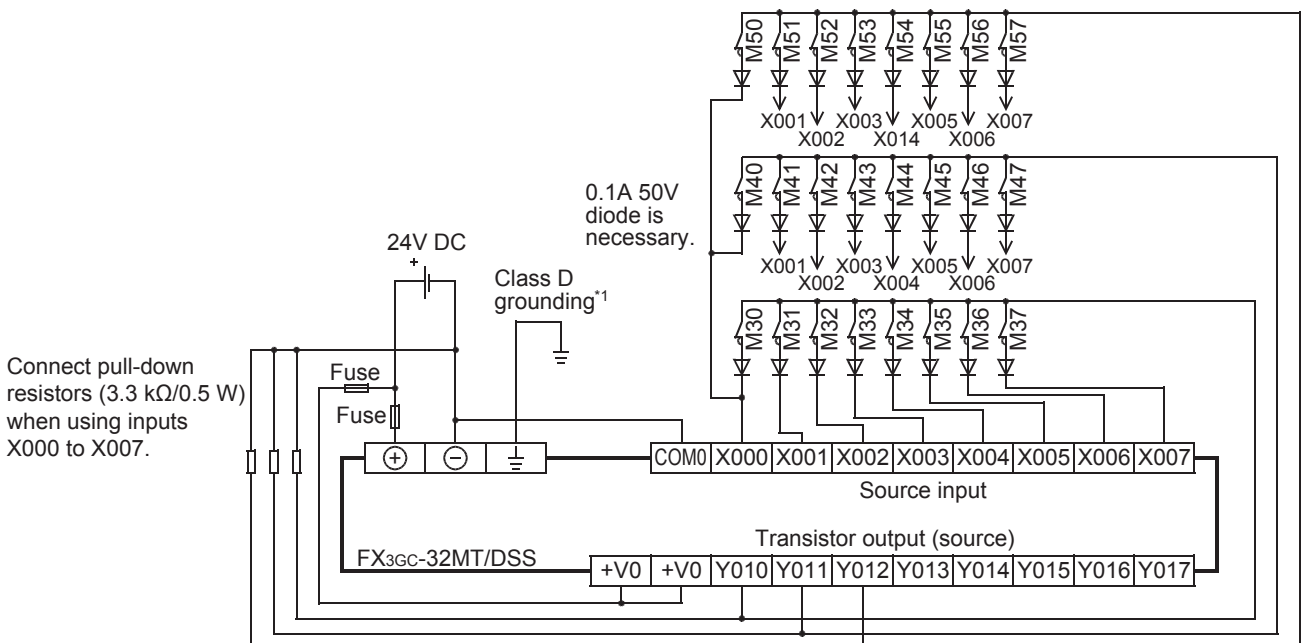 M50 M51 M52 M53 M54 M55 M56 M57
X001 X003 X005 X007
X002 X014 X006
M40 M41 M42 M43 M44 M45 M46 M47
X001 X003 X005 X007
X002 X004 X006
0.1A 50V
diode is
necessary.
24V DC
+
Class D
grounding*1
M30 M31 M32 M33 M34 M35 M36 M37
Connect pull-down
resistors (3.3 kΩ/0.5 W)
when using inputs
X000 to X007.
Fuse
Fuse
+ −
COM0 X000 X001 X002 X003 X004 X005 X006 X007
Source input
Transistor output (source)
FX3GC-32MT/DSS
+V0 +V0 Y010 Y011 Y012 Y013 Y014 Y015 Y016 Y017